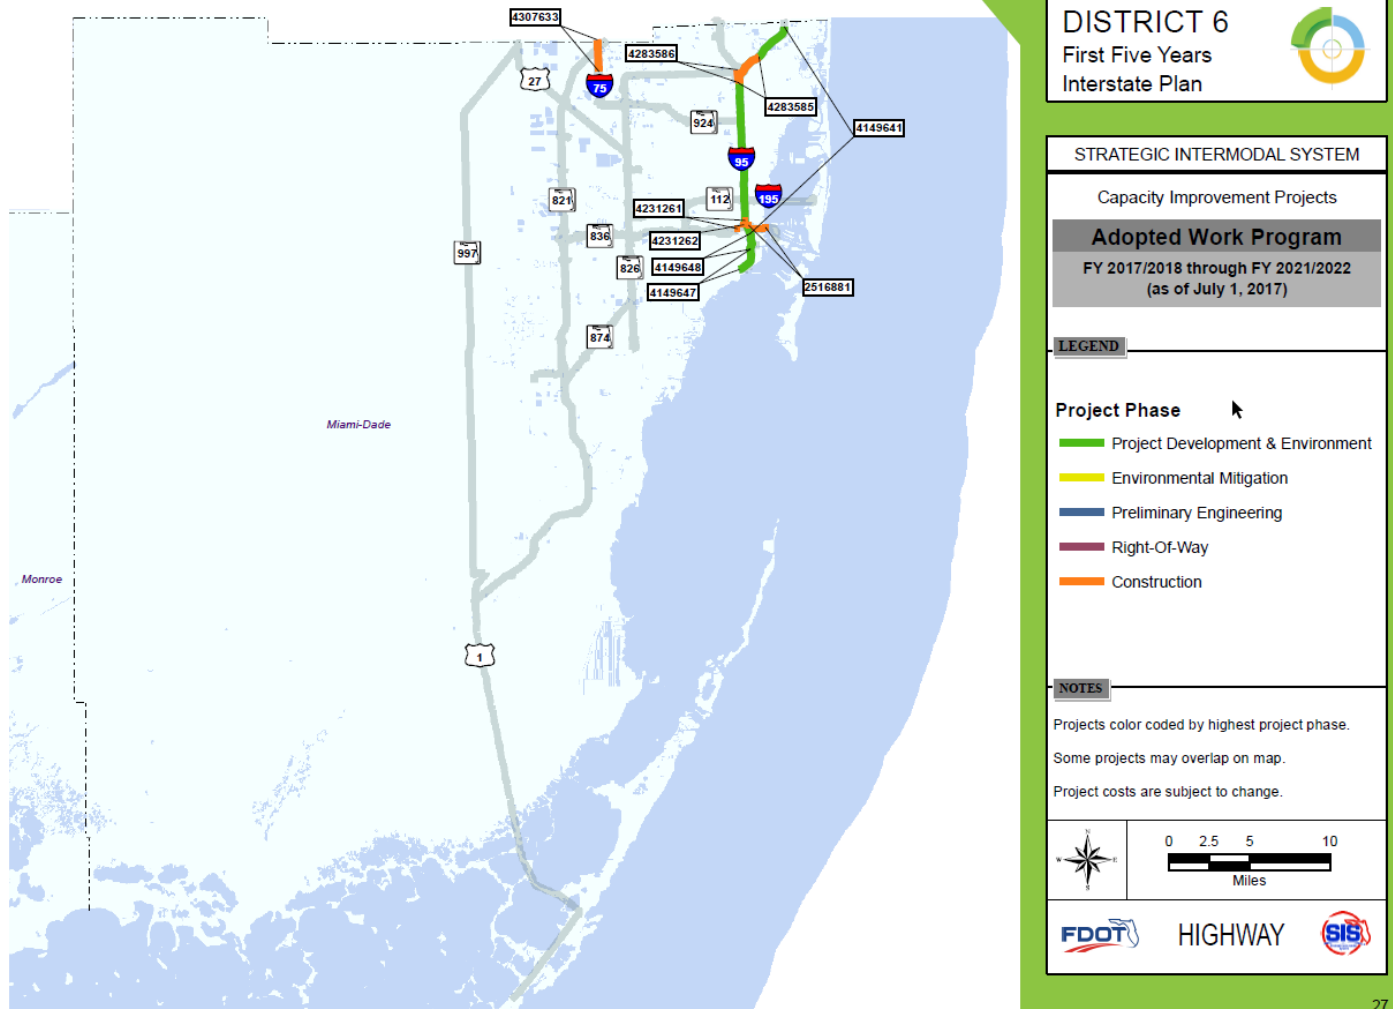 4307633
4283586
27
75
4283585
924
4149641
95
821
112
195
4231261
836
4231262
997
826
4149648
4149647
2516881
874
Miami-Dade
Monroe
1
DISTRICT 6
First Five Years
Interstate Plan
STRATEGIC INTERMODAL SYSTEM
Capacity Improvement Projects
Adopted Work Program
FY 2017/2018 through FY 2021/2022
(as of July 1, 2017)
LEGEND
Project Phase
Project Development & Environment
Environmental Mitigation
Preliminary Engineering
Right-Of-Way
Construction
NOTES
Projects color coded by highest project phase.
Some projects may overlap on map.
Project costs are subject to change.
N
W E
S
0 2.5 5 10
Miles
FDOT HIGHWAY SIS
27